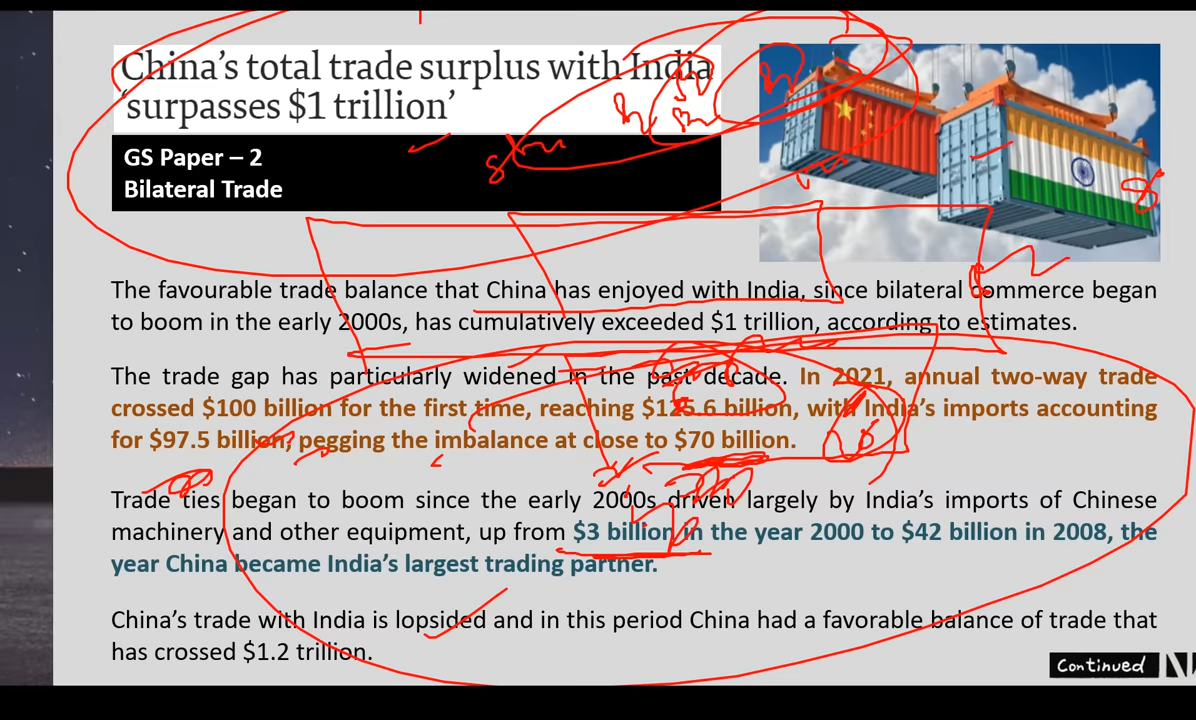 China's total trade surplus with India
‘surpasses $1 trillion’
GS Paper – 2
Bilateral Trade
The favourable trade balance that China has enjoyed with India, since bilateral commerce began
to boom in the early 2000s, has cumulatively exceeded $1 trillion, according to estimates.
The trade gap has particularly widened in the past decade. In 2021, annual two-way trade
crossed $100 billion for the first time, reaching $125.6 billion, with India's imports accounting
for $97.5 billion, pegging the imbalance at close to $70 billion.
Trade ties began to boom since the early 2000s driven largely by India's imports of Chinese
machinery and other equipment, up from $3 billion in the year 2000 to $42 billion in 2008, the
year China became India's largest trading partner.
China's trade with India is lopsided and in this period China had a favorable balance of trade that
has crossed $1.2 trillion.
Continued